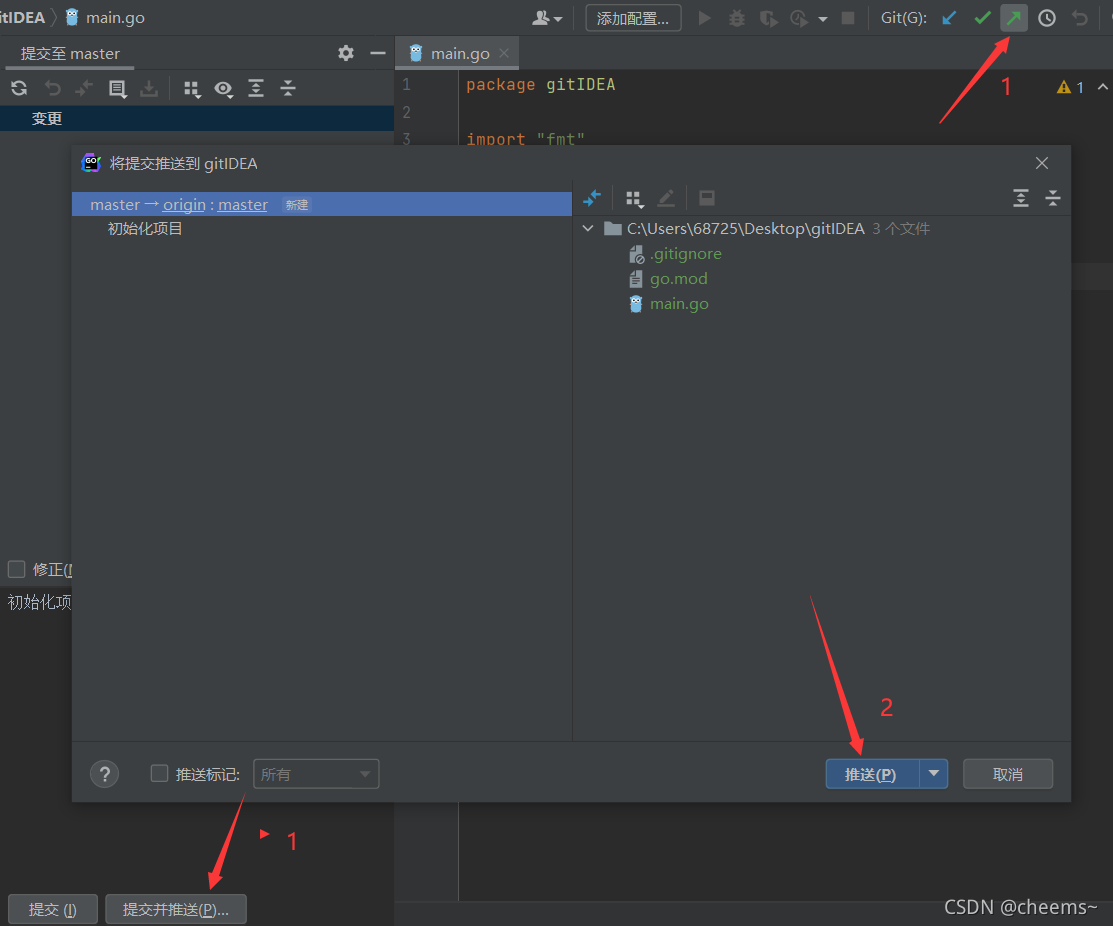 itIDEA main.go 添加配置... Git(G):
提交至 master main.go
1 package gitIDEA 1
1
2
变更
3 import "fmt"
将提交推送到 gitIDEA
master → origin : master 新建
初始化项目
C:\Users\68725\Desktop\gitIDEA 3 个文件
.gitignore
go.mod
main.go
修正(
初始化项
2
? 推送标记: 所有 推送(P) 取消
1
提交 (I) 提交并推送(P)...
CSDN @cheems~